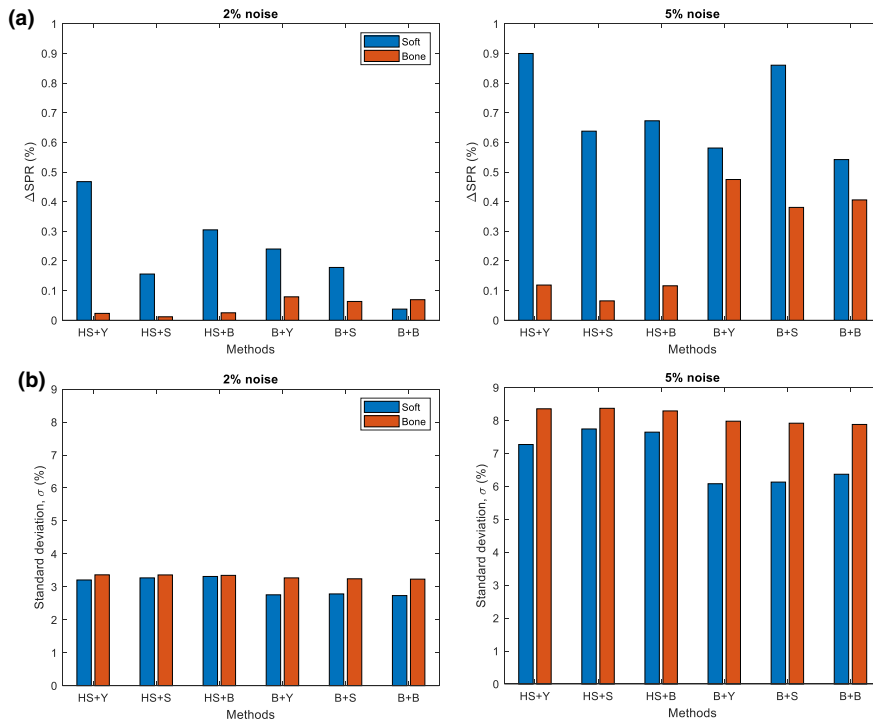 (a)
2% noise
1
0.9
0.8
0.7
0.6
0.5
0.4
0.3
0.2
0.1
0
ΔSPR (%)
Soft
Bone
HS+Y HS+S HS+B B+Y B+S B+B
Methods
5% noise
1
0.9
0.8
0.7
0.6
0.5
0.4
0.3
0.2
0.1
0
ΔSPR (%)
HS+Y HS+S HS+B B+Y B+S B+B
Methods
(b)
2% noise
9
8
7
6
5
4
3
2
1
0
Standard deviation, σ (%)
Soft
Bone
HS+Y HS+S HS+B B+Y B+S B+B
Methods
5% noise
9
8
7
6
5
4
3
2
1
0
Standard deviation, σ (%)
HS+Y HS+S HS+B B+Y B+S B+B
Methods